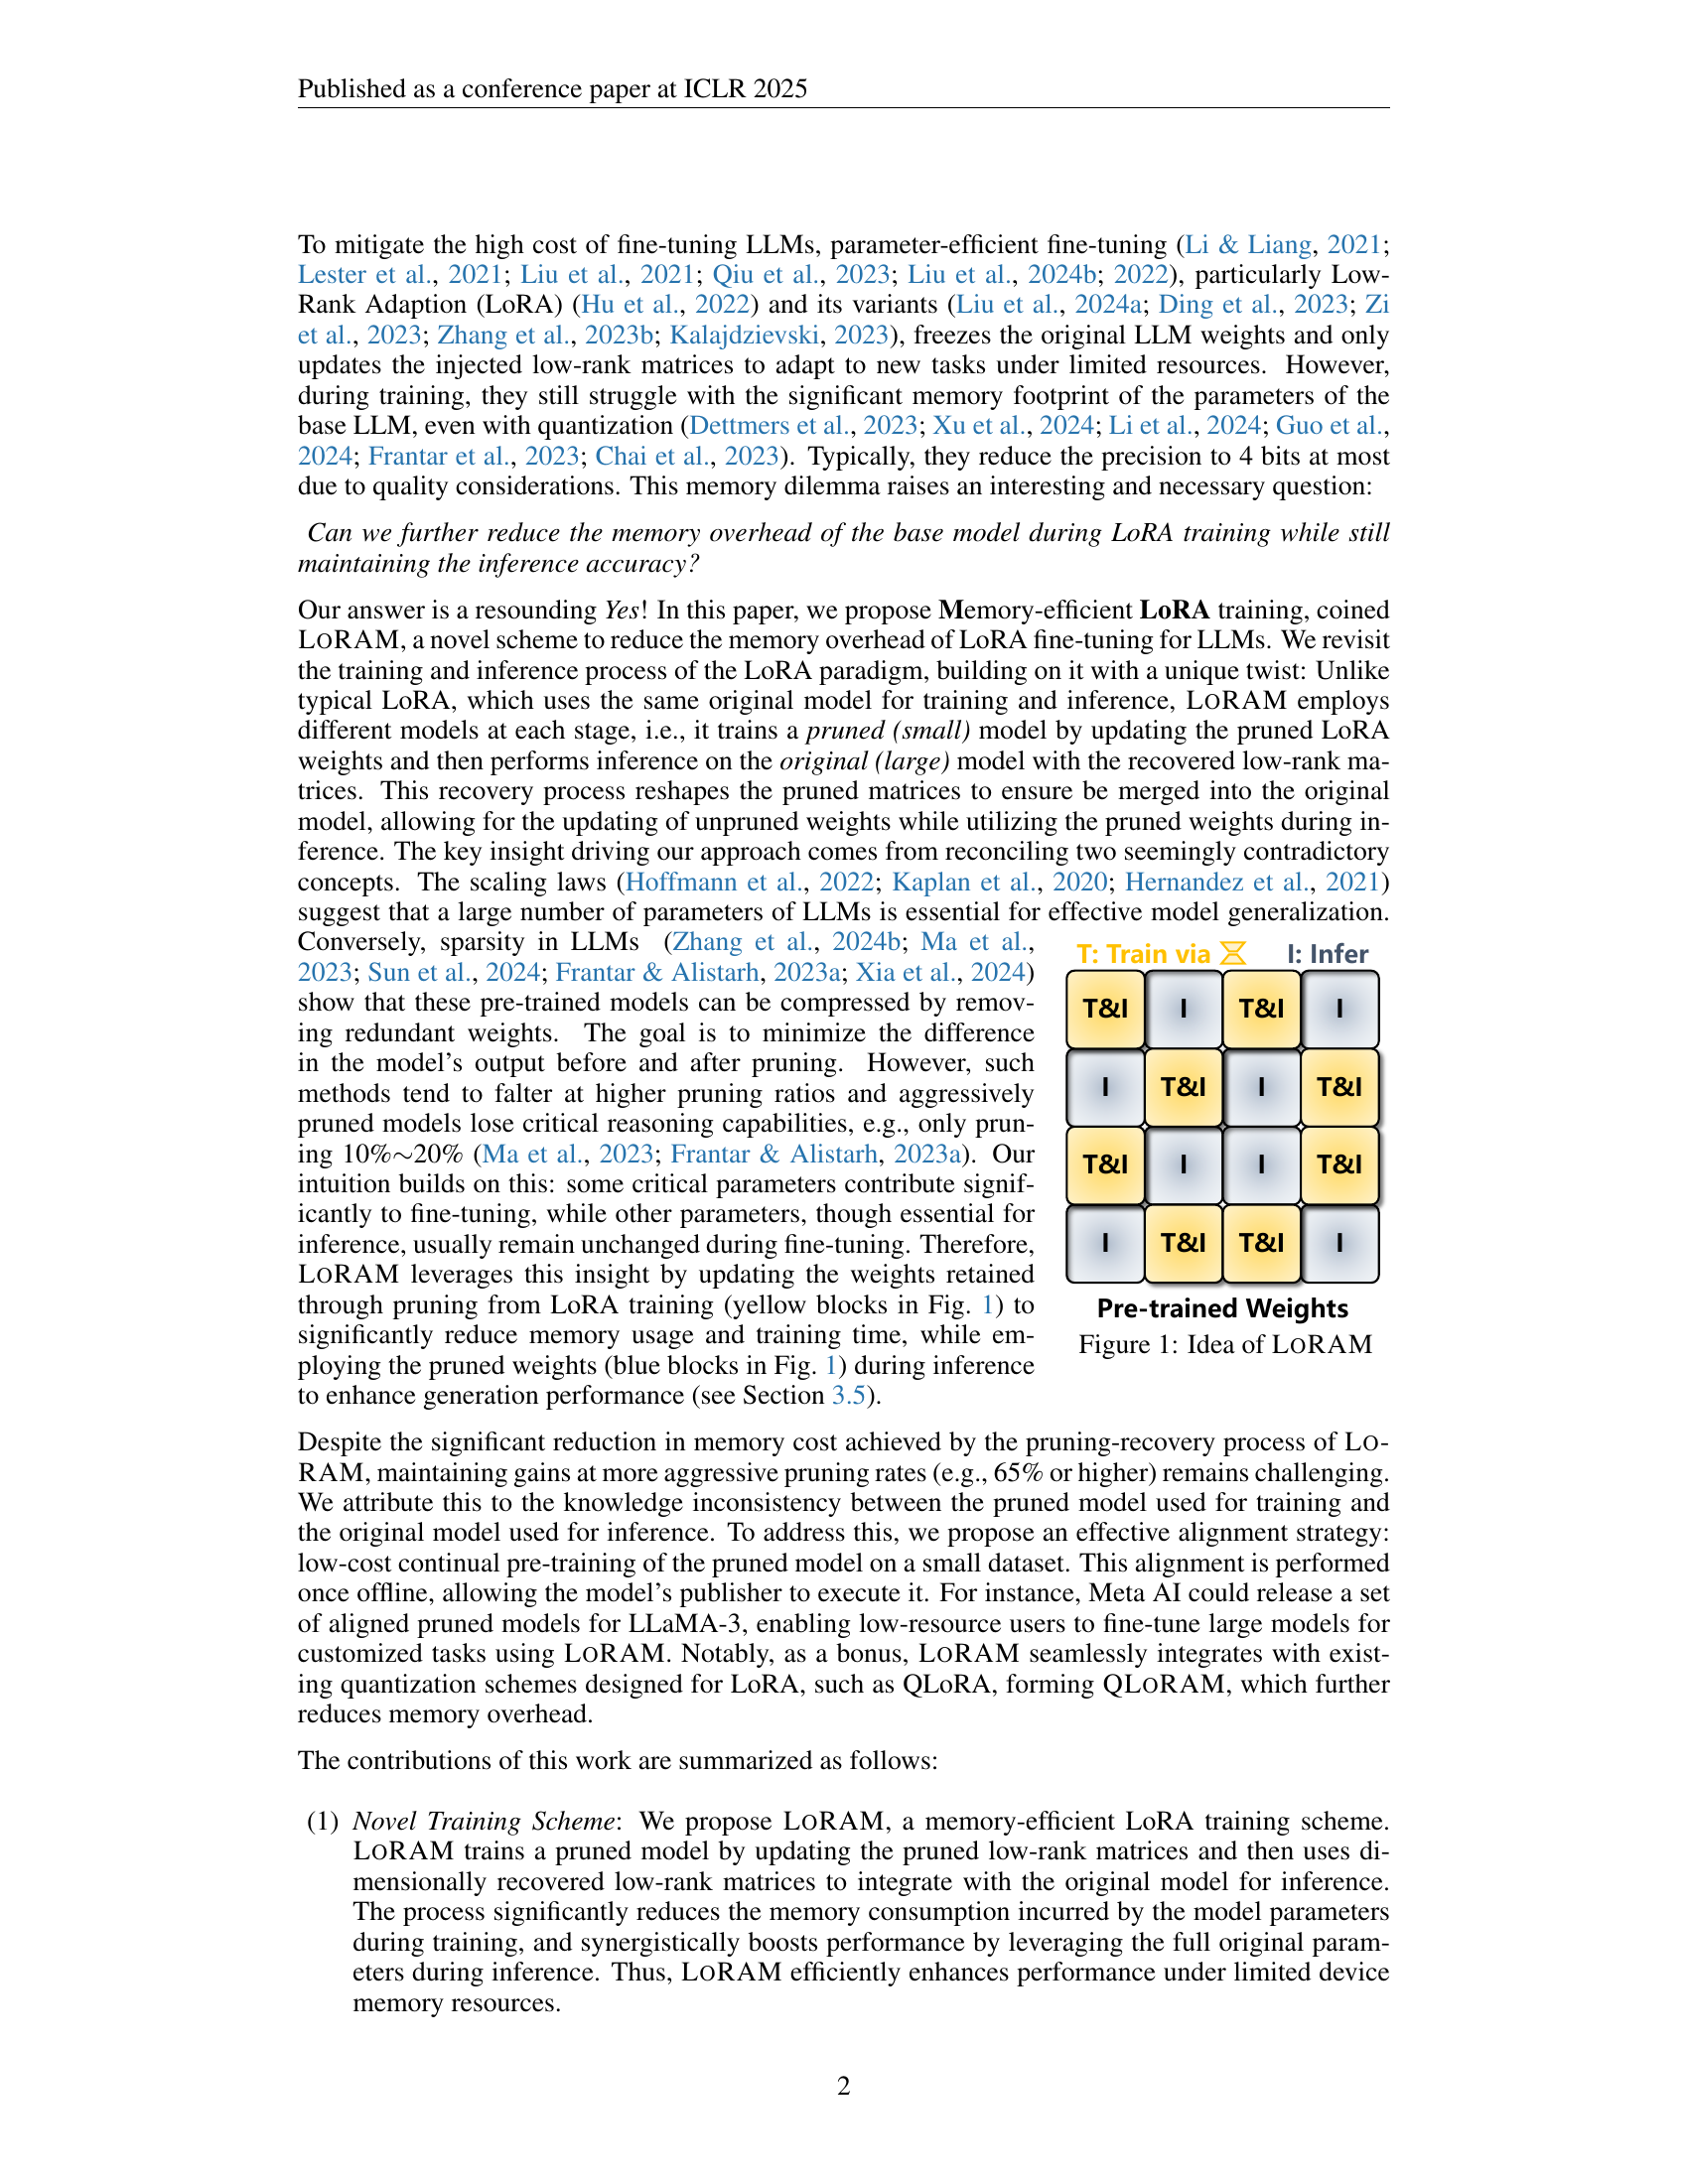 Published as a conference paper at ICLR 2025
To mitigate the high cost of fine-tuning LLMs, parameter-efficient fine-tuning (Li & Liang, 2021;
Lester et al., 2021; Liu et al., 2021; Qiu et al., 2023; Liu et al., 2024b; 2022), particularly Low-
Rank Adaption (LoRA) (Hu et al., 2022) and its variants (Liu et al., 2024a; Ding et al., 2023; Zi
et al., 2023; Zhang et al., 2023b; Kalajdzievski, 2023), freezes the original LLM weights and only
updates the injected low-rank matrices to adapt to new tasks under limited resources. However,
during training, they still struggle with the significant memory footprint of the parameters of the
base LLM, even with quantization (Dettmers et al., 2023; Xu et al., 2024; Li et al., 2024; Guo et al.,
2024; Frantar et al., 2023; Chai et al., 2023). Typically, they reduce the precision to 4 bits at most
due to quality considerations. This memory dilemma raises an interesting and necessary question:
Can we further reduce the memory overhead of the base model during LoRA training while still
maintaining the inference accuracy?
Our answer is a resounding Yes! In this paper, we propose Memory-efficient LoRA training, coined
LORAM, a novel scheme to reduce the memory overhead of LoRA fine-tuning for LLMs. We revisit
the training and inference process of the LoRA paradigm, building on it with a unique twist: Unlike
typical LoRA, which uses the same original model for training and inference, LORAM employs
different models at each stage, i.e., it trains a pruned (small) model by updating the pruned LoRA
weights and then performs inference on the original (large) model with the recovered low-rank ma-
trices. This recovery process reshapes the pruned matrices to ensure be merged into the original
model, allowing for the updating of unpruned weights while utilizing the pruned weights during in-
ference. The key insight driving our approach comes from reconciling two seemingly contradictory
concepts. The scaling laws (Hoffmann et al., 2022; Kaplan et al., 2020; Hernandez et al., 2021)
suggest that a large number of parameters of LLMs is essential for effective model generalization.
Conversely, sparsity in LLMs (Zhang et al., 2024b; Ma et al.,
2023; Sun et al., 2024; Frantar & Alistarh, 2023a; Xia et al., 2024)
show that these pre-trained models can be compressed by remov-
ing redundant weights. The goal is to minimize the difference
in the model's output before and after pruning. However, such
methods tend to falter at higher pruning ratios and aggressively
pruned models lose critical reasoning capabilities, e.g., only prun-
ing 10%~20% (Ma et al., 2023; Frantar & Alistarh, 2023a). Our
intuition builds on this: some critical parameters contribute signif-
icantly to fine-tuning, while other parameters, though essential for
inference, usually remain unchanged during fine-tuning. Therefore,
LORAM leverages this insight by updating the weights retained
through pruning from LoRA training (yellow blocks in Fig. 1) to
significantly reduce memory usage and training time, while em-
ploying the pruned weights (blue blocks in Fig. 1) during inference
to enhance generation performance (see Section 3.5).
T: Train via I: Infer
T&I I T&I I
I T&I I T&I
T&I I I T&I
I T&I T&I I
Pre-trained Weights
Figure 1: Idea of LORAM
Despite the significant reduction in memory cost achieved by the pruning-recovery process of LO-
RAM, maintaining gains at more aggressive pruning rates (e.g., 65% or higher) remains challenging.
We attribute this to the knowledge inconsistency between the pruned model used for training and
the original model used for inference. To address this, we propose an effective alignment strategy:
low-cost continual pre-training of the pruned model on a small dataset. This alignment is performed
once offline, allowing the model's publisher to execute it. For instance, Meta AI could release a set
of aligned pruned models for LLaMA-3, enabling low-resource users to fine-tune large models for
customized tasks using LORAM. Notably, as a bonus, LORAM seamlessly integrates with exist-
ing quantization schemes designed for LoRA, such as QLoRA, forming QLORAM, which further
reduces memory overhead.
The contributions of this work are summarized as follows:
(1) Novel Training Scheme: We propose LORAM, a memory-efficient LoRA training scheme.
LORAM trains a pruned model by updating the pruned low-rank matrices and then uses di-
mensionally recovered low-rank matrices to integrate with the original model for inference.
The process significantly reduces the memory consumption incurred by the model parameters
during training, and synergistically boosts performance by leveraging the full original param-
eters during inference. Thus, LORAM efficiently enhances performance under limited device
memory resources.
2